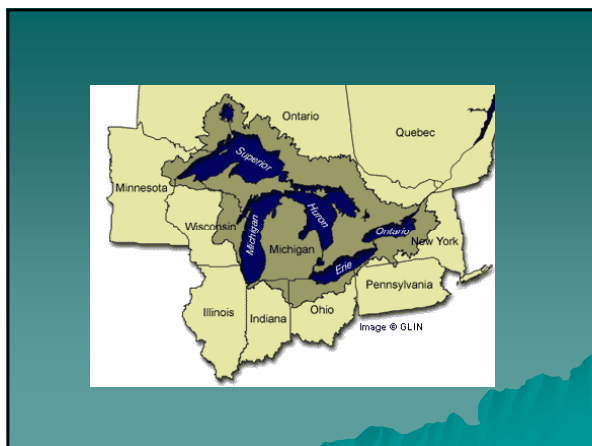 Ontario
Quebec
Superior
Minnesota
Wisconsin
Michigan
Huron
Michigan
Ontario
New York
Erie
Pennsylvania
Illinois
Indiana
Ohio
Image © GLIN